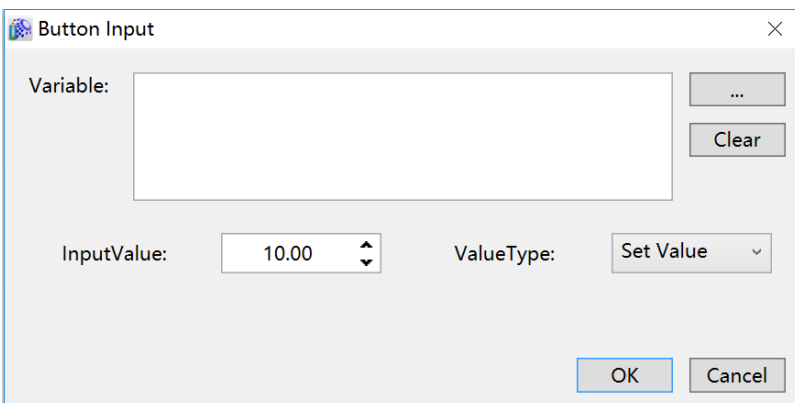 Button Input
Variable:
...
Clear
InputValue: 10.00 ValueType: Set Value
OK Cancel